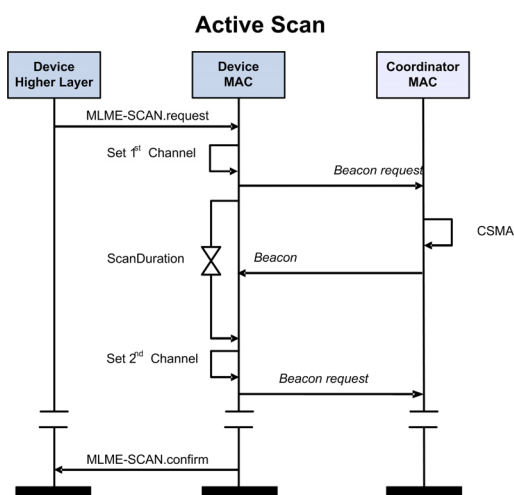 Active Scan
Device
Higher Layer
Device
MAC
Coordinator
MAC
MLME-SCAN.request
Set 1st Channel
Beacon request
CSMA
ScanDuration
Beacon
Set 2nd Channel
Beacon request
MLME-SCAN.confirm